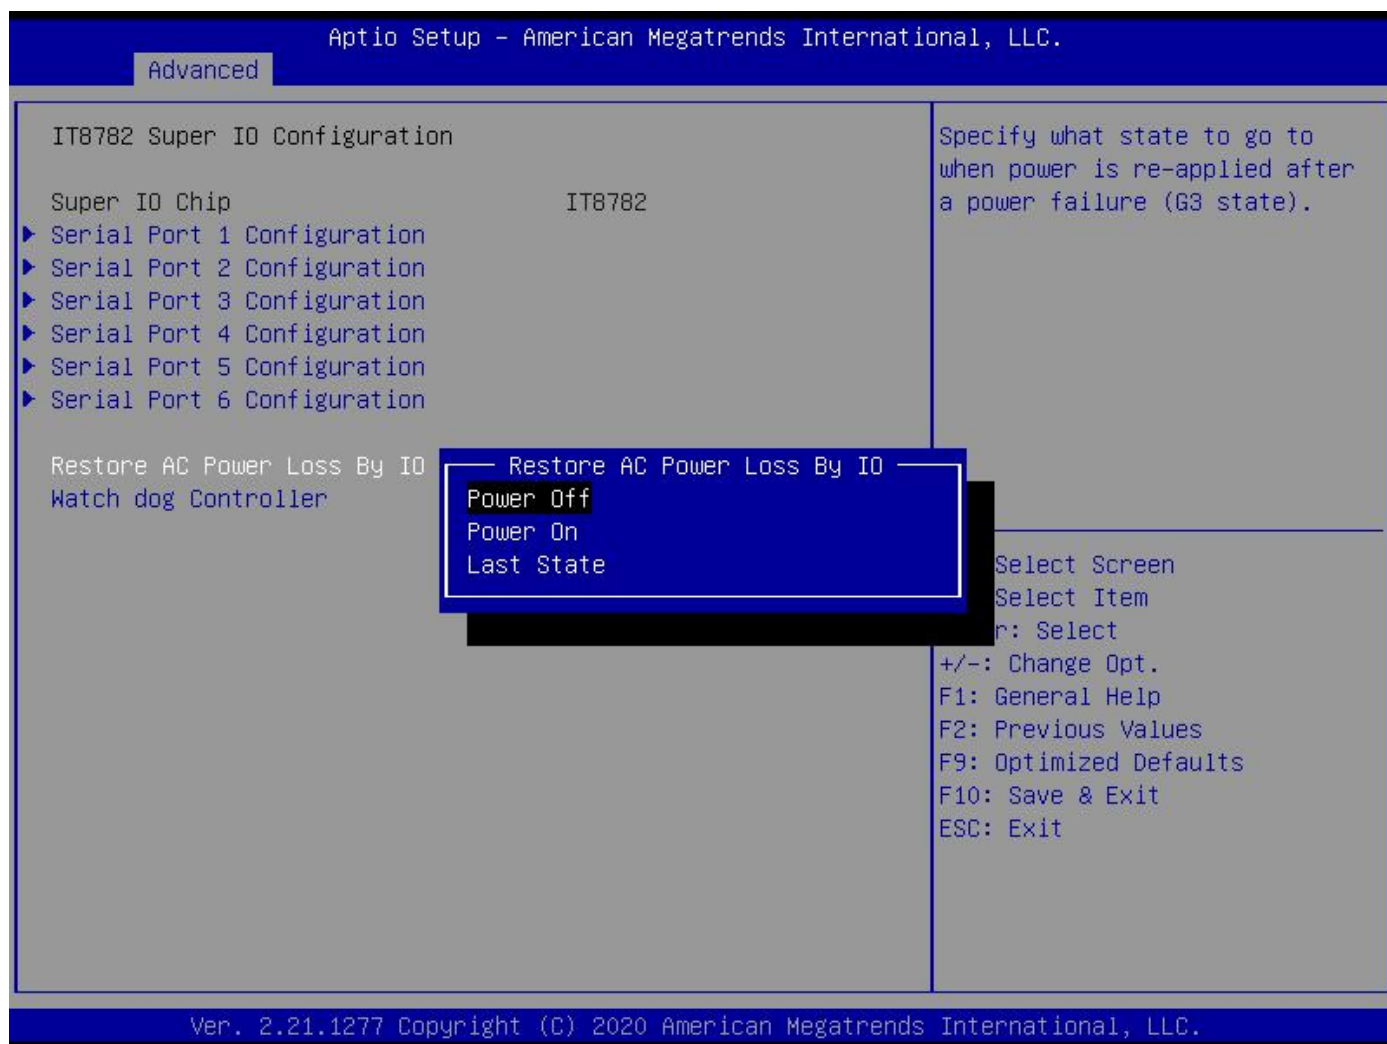 Aptio Setup – American Megatrends International, LLC.
Advanced
IT8782 Super IO Configuration
Super IO Chip IT8782
Serial Port 1 Configuration
Serial Port 2 Configuration
Serial Port 3 Configuration
Serial Port 4 Configuration
Serial Port 5 Configuration
Serial Port 6 Configuration
Restore AC Power Loss By IO
Watch dog Controller
Restore AC Power Loss By IO
Power Off
Power On
Last State
Specify what state to go to
when power is re-applied after
a power failure (G3 state).
Select Screen
Select Item
r: Select
+/-: Change Opt.
F1: General Help
F2: Previous Values
F9: Optimized Defaults
F10: Save & Exit
ESC: Exit
Ver. 2.21.1277 Copyright (C) 2020 American Megatrends International, LLC.